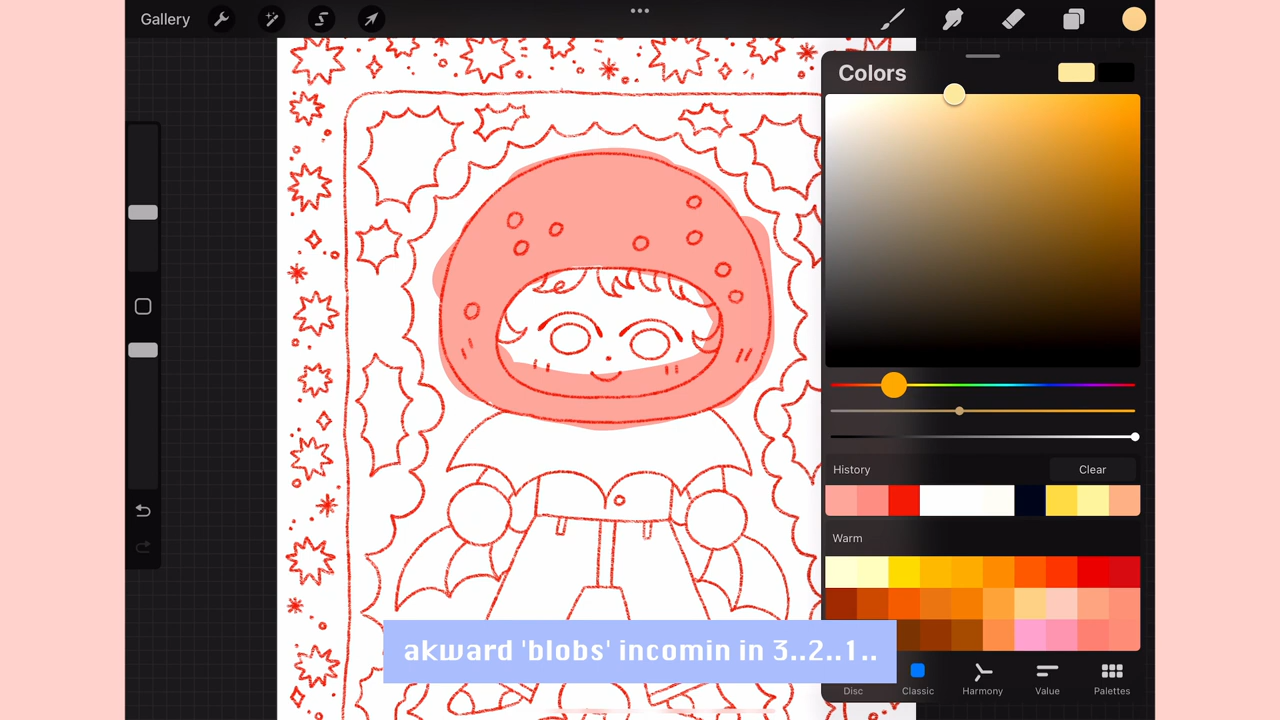 Gallery
Colors
History
Clear
Warm
akward 'blobs' incomin in 3..2..1..
Disc
Classic
Harmony
Value
Palettes